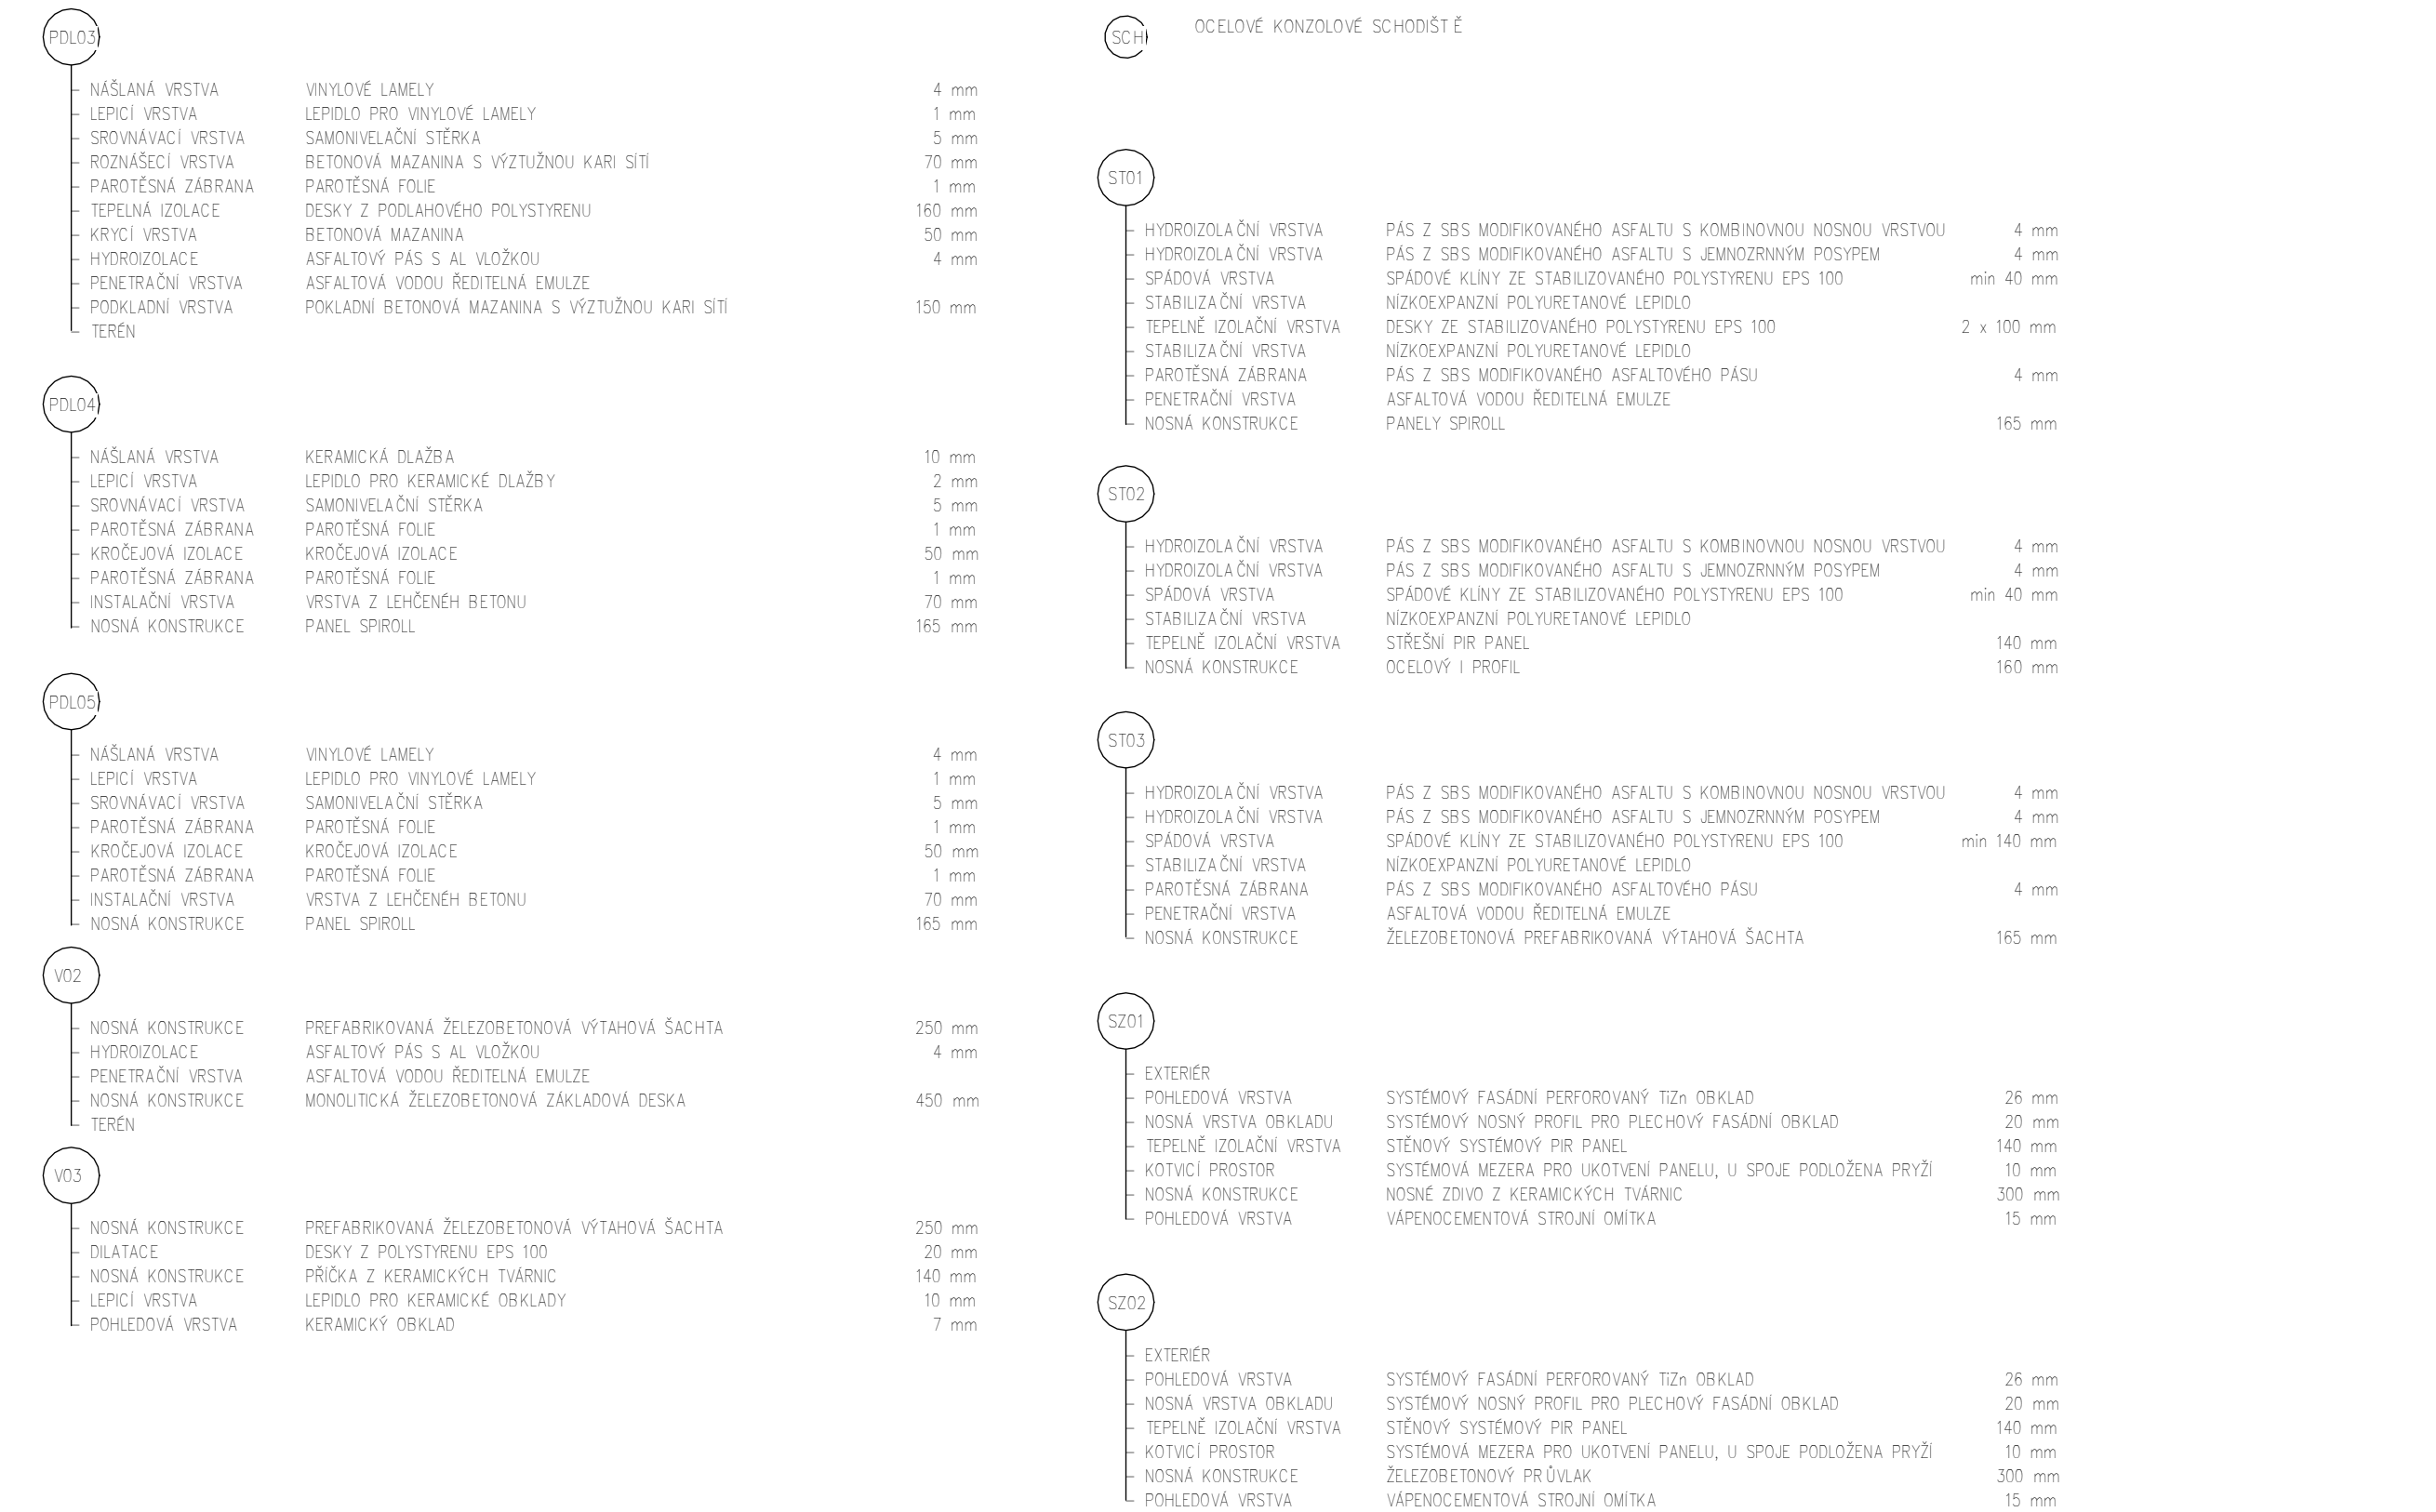 PDL03
NÁŠLANÁ VRSTVA VINYLOVÉ LAMELY 4 mm
LEPICÍ VRSTVA LEPIDLO PRO VINYLOVÉ LAMELY 1 mm
SROVNÁVACÍ VRSTVA SAMONIVELAČNÍ STĚRKA 5 mm
ROZNÁŠECÍ VRSTVA BETONOVÁ MAZANINA S VÝZTUŽNOU KARI SÍTÍ 70 mm
PAROTĚSNÁ ZÁBRANA PAROTĚSNÁ FOLIE 1 mm
TEPELNÁ IZOLACE DESKY Z PODLAHOVÉHO POLYSTYRENU 160 mm
KRYCÍ VRSTVA BETONOVÁ MAZANINA 50 mm
HYDROIZOLACE ASFALTOVÝ PÁS S AL VLOŽKOU 4 mm
PENETRAČNÍ VRSTVA ASFALTOVÁ VODOU ŘEDITELNÁ EMULZE
PODKLADNÍ VRSTVA POKLADNÍ BETONOVÁ MAZANINA S VÝZTUŽNOU KARI SÍTÍ 150 mm
TERÉN
PDL04
NÁŠLANÁ VRSTVA KERAMICKÁ DLAŽBA 10 mm
LEPICÍ VRSTVA LEPIDLO PRO KERAMICKÉ DLAŽBY 2 mm
SROVNÁVACÍ VRSTVA SAMONIVELAČNÍ STĚRKA 5 mm
PAROTĚSNÁ ZÁBRANA PAROTĚSNÁ FOLIE 1 mm
KROČEJOVÁ IZOLACE KROČEJOVÁ IZOLACE 50 mm
PAROTĚSNÁ ZÁBRANA PAROTĚSNÁ FOLIE 1 mm
INSTALAČNÍ VRSTVA VRSTVA Z LEHČENÉH BETONU 70 mm
NOSNÁ KONSTRUKCE PANEL SPIROLL 165 mm
PDL05
NÁŠLANÁ VRSTVA VINYLOVÉ LAMELY 4 mm
LEPICÍ VRSTVA LEPIDLO PRO VINYLOVÉ LAMELY 1 mm
SROVNÁVACÍ VRSTVA SAMONIVELAČNÍ STĚRKA 5 mm
PAROTĚSNÁ ZÁBRANA PAROTĚSNÁ FOLIE 1 mm
KROČEJOVÁ IZOLACE KROČEJOVÁ IZOLACE 50 mm
PAROTĚSNÁ ZÁBRANA PAROTĚSNÁ FOLIE 1 mm
INSTALAČNÍ VRSTVA VRSTVA Z LEHČENÉH BETONU 70 mm
NOSNÁ KONSTRUKCE PANEL SPIROLL 165 mm
V02
NOSNÁ KONSTRUKCE PREFABRIKOVANÁ ŽELEZOBETONOVÁ VÝTAHOVÁ ŠACHTA 250 mm
HYDROIZOLACE ASFALTOVÝ PÁS S AL VLOŽKOU 4 mm
PENETRAČNÍ VRSTVA ASFALTOVÁ VODOU ŘEDITELNÁ EMULZE
NOSNÁ KONSTRUKCE MONOLITICKÁ ŽELEZOBETONOVÁ ZÁKLADOVÁ DESKA 450 mm
TERÉN
V03
NOSNÁ KONSTRUKCE PREFABRIKOVANÁ ŽELEZOBETONOVÁ VÝTAHOVÁ ŠACHTA 250 mm
DILATACE DESKY Z POLYSTYRENU EPS 100 20 mm
NOSNÁ KONSTRUKCE PŘÍČKA Z KERAMICKÝCH TVÁRNIC 140 mm
LEPICÍ VRSTVA LEPIDLO PRO KERAMICKÉ OBKLADY 10 mm
POHLEDOVÁ VRSTVA KERAMICKÝ OBKLAD 7 mm
SCH OCELOVÉ KONZOLOVÉ SCHODIŠTĚ
ST01
HYDROIZOLAČNÍ VRSTVA PÁS Z SBS MODIFIKOVANÉHO ASFALTU S KOMBINOVNOU NOSNOU VRSTVOU 4 mm
HYDROIZOLAČNÍ VRSTVA PÁS Z SBS MODIFIKOVANÉHO ASFALTU S JEMNOZRNNÝM POSYPEM 4 mm
SPÁDOVÁ VRSTVA SPÁDOVÉ KLÍNY ZE STABILIZOVANÉHO POLYSTYRENU EPS 100 min 40 mm
STABILIZAČNÍ VRSTVA NÍZKOEXPANZNÍ POLYURETANOVÉ LEPIDLO
TEPELNĚ IZOLAČNÍ VRSTVA DESKY ZE STABILIZOVANÉHO POLYSTYRENU EPS 100 2 x 100 mm
STABILIZAČNÍ VRSTVA NÍZKOEXPANZNÍ POLYURETANOVÉ LEPIDLO
PAROTĚSNÁ ZÁBRANA PÁS Z SBS MODIFIKOVANÉHO ASFALTOVÉHO PÁSU 4 mm
PENETRAČNÍ VRSTVA ASFALTOVÁ VODOU ŘEDITELNÁ EMULZE
NOSNÁ KONSTRUKCE PANELY SPIROLL 165 mm
ST02
HYDROIZOLAČNÍ VRSTVA PÁS Z SBS MODIFIKOVANÉHO ASFALTU S KOMBINOVNOU NOSNOU VRSTVOU 4 mm
HYDROIZOLAČNÍ VRSTVA PÁS Z SBS MODIFIKOVANÉHO ASFALTU S JEMNOZRNNÝM POSYPEM 4 mm
SPÁDOVÁ VRSTVA SPÁDOVÉ KLÍNY ZE STABILIZOVANÉHO POLYSTYRENU EPS 100 min 40 mm
STABILIZAČNÍ VRSTVA NÍZKOEXPANZNÍ POLYURETANOVÉ LEPIDLO
TEPELNĚ IZOLAČNÍ VRSTVA STŘEŠNÍ PIR PANEL 140 mm
NOSNÁ KONSTRUKCE OCELOVÝ I PROFIL 160 mm
ST03
HYDROIZOLAČNÍ VRSTVA PÁS Z SBS MODIFIKOVANÉHO ASFALTU S KOMBINOVNOU NOSNOU VRSTVOU 4 mm
HYDROIZOLAČNÍ VRSTVA PÁS Z SBS MODIFIKOVANÉHO ASFALTU S JEMNOZRNNÝM POSYPEM 4 mm
SPÁDOVÁ VRSTVA SPÁDOVÉ KLÍNY ZE STABILIZOVANÉHO POLYSTYRENU EPS 100 min 140 mm
STABILIZAČNÍ VRSTVA NÍZKOEXPANZNÍ POLYURETANOVÉ LEPIDLO
PAROTĚSNÁ ZÁBRANA PÁS Z SBS MODIFIKOVANÉHO ASFALTOVÉHO PÁSU 4 mm
PENETRAČNÍ VRSTVA ASFALTOVÁ VODOU ŘEDITELNÁ EMULZE
NOSNÁ KONSTRUKCE ŽELEZOBETONOVÁ PREFABRIKOVANÁ VÝTAHOVÁ ŠACHTA 165 mm
SZ01
EXTERIÉR
POHLEDOVÁ VRSTVA SYSTÉMOVÝ FASÁDNÍ PERFOROVANÝ TiZn OBKLAD 26 mm
NOSNÁ VRSTVA OBKLADU SYSTÉMOVÝ NOSNÝ PROFIL PRO PLECHOVÝ FASÁDNÍ OBKLAD 20 mm
TEPELNĚ IZOLAČNÍ VRSTVA STĚNOVÝ SYSTÉMOVÝ PIR PANEL 140 mm
KOTVICÍ PROSTOR SYSTÉMOVÁ MEZERA PRO UKOTVENÍ PANELU, U SPOJE PODLOŽENA PRYŽÍ 10 mm
NOSNÁ KONSTRUKCE NOSNÉ ZDIVO Z KERAMICKÝCH TVÁRNIC 300 mm
POHLEDOVÁ VRSTVA VÁPENOCEMENTOVÁ STROJNÍ OMÍTKA 15 mm
SZ02
EXTERIÉR
POHLEDOVÁ VRSTVA SYSTÉMOVÝ FASÁDNÍ PERFOROVANÝ TiZn OBKLAD 26 mm
NOSNÁ VRSTVA OBKLADU SYSTÉMOVÝ NOSNÝ PROFIL PRO PLECHOVÝ FASÁDNÍ OBKLAD 20 mm
TEPELNĚ IZOLAČNÍ VRSTVA STĚNOVÝ SYSTÉMOVÝ PIR PANEL 140 mm
KOTVICÍ PROSTOR SYSTÉMOVÁ MEZERA PRO UKOTVENÍ PANELU, U SPOJE PODLOŽENA PRYŽÍ 10 mm
NOSNÁ KONSTRUKCE ŽELEZOBETONOVÝ PRŮVLAK 300 mm
POHLEDOVÁ VRSTVA VÁPENOCEMENTOVÁ STROJNÍ OMÍTKA 15 mm